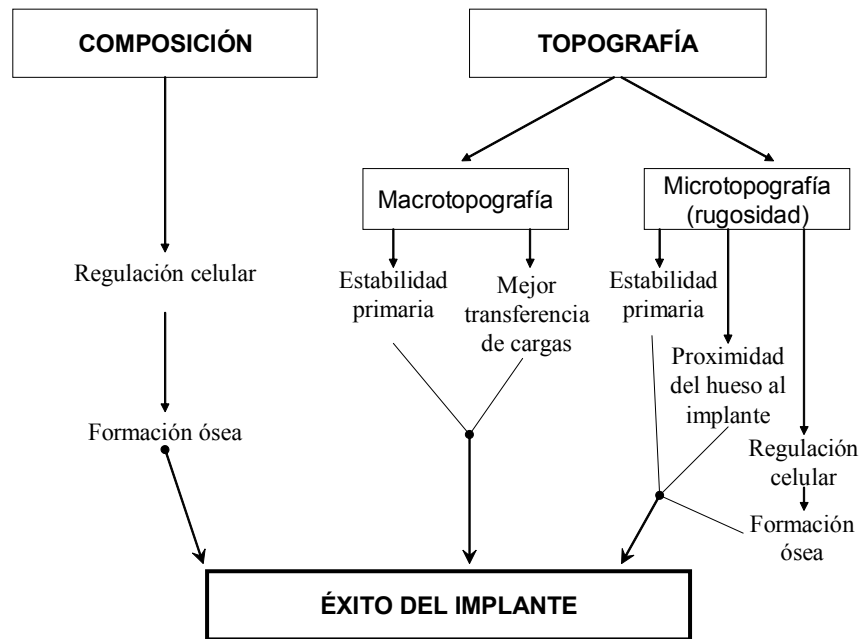 COMPOSICIÓN
TOPOGRAFÍA
Macrotopografía
Microtopografía
(rugosidad)
Regulación celular
Estabilidad
primaria
Mejor
transferencia
de cargas
Estabilidad
primaria
Proximidad
del hueso al
implante
Formación ósea
Regulación
celular
Formación
ósea
ÉXITO DEL IMPLANTE